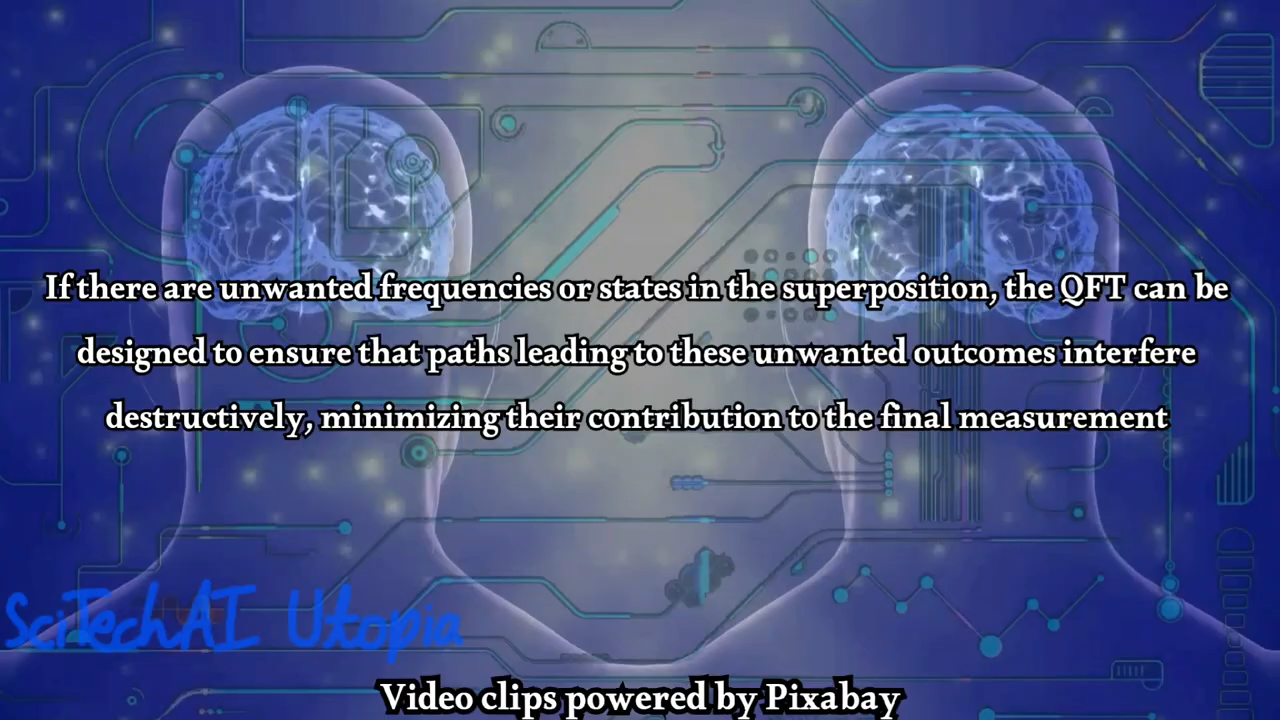 If there are unwanted frequencies or states in the superposition, the QFT can be
designed to ensure that paths leading to these unwanted outcomes interfere
destructively, minimizing their contribution to the final measurement
SciTechAI Utopia
Video clips powered by Pixabay